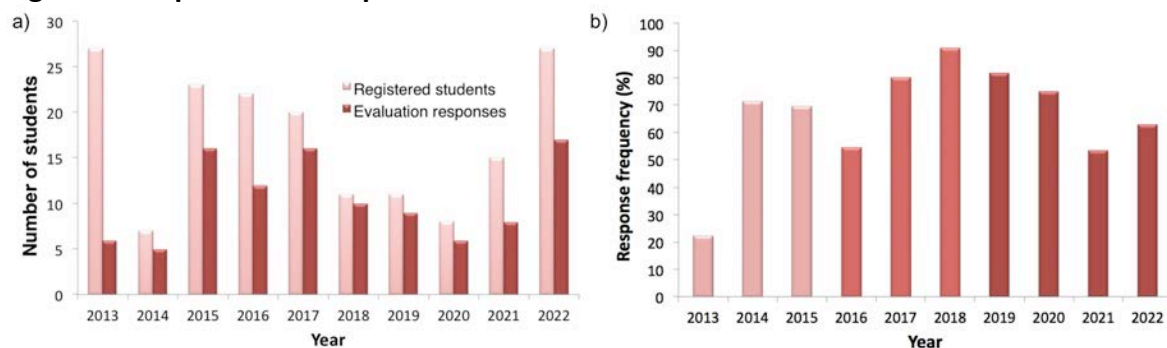 a)
30
25
20
15
10
5
0
Number of students
Registered students
Evaluation responses
2013 2014 2015 2016 2017 2018 2019 2020 2021 2022
Year
b)
100
90
80
70
60
50
40
30
20
10
0
Response frequency (%)
2013 2014 2015 2016 2017 2018 2019 2020 2021 2022
Year